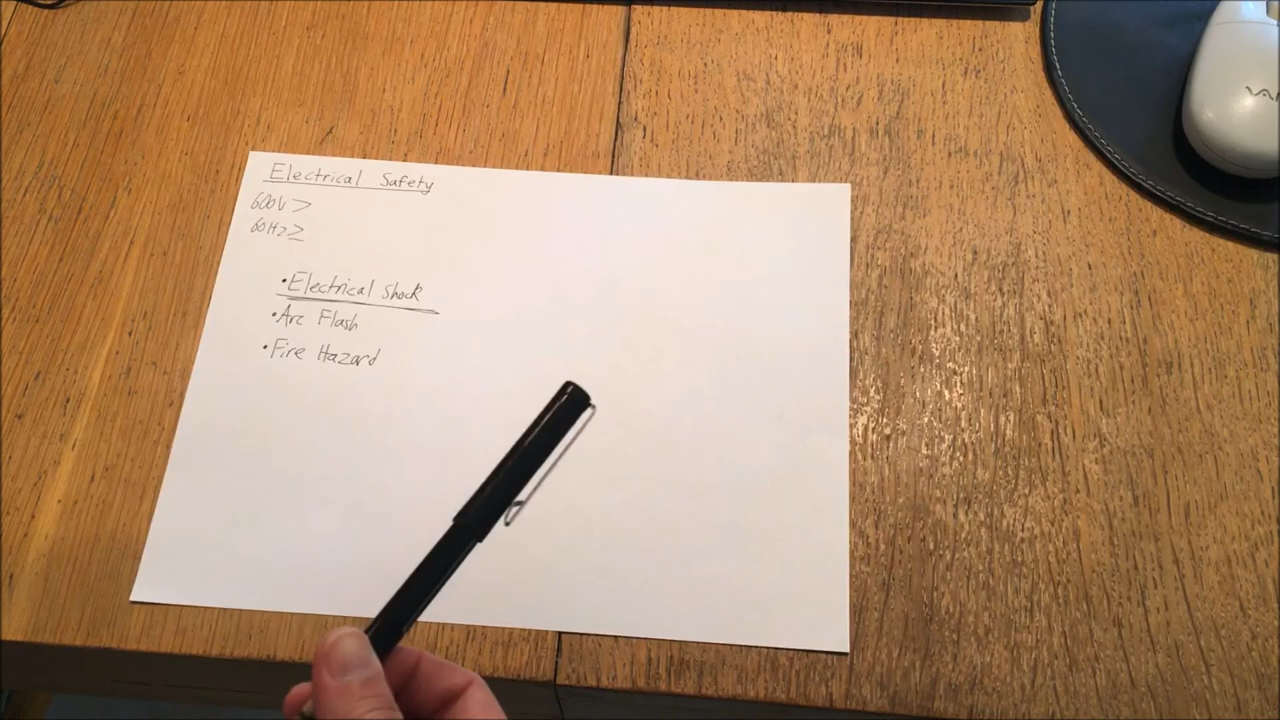 Electrical Safety
600V >
60Hz ≥
• Electrical Shock
• Arc Flash
• Fire Hazard